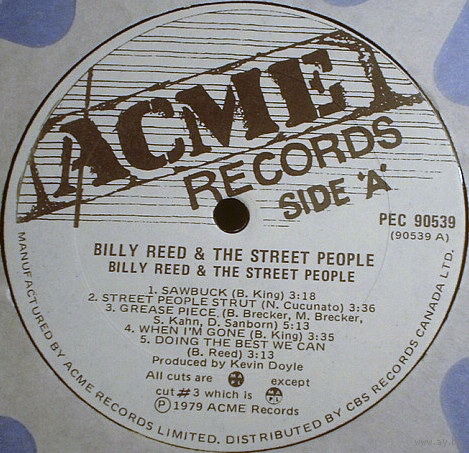 ACME
RECORDS
SIDE "A"
PEC 90539
(90539 A)
BILLY REED & THE STREET PEOPLE
BILLY REED & THE STREET PEOPLE
1. SAWBUCK (B. King) 3:18
2. STREET PEOPLE STRUT (N. Cucunato) 3:36
3. GREASE PIECE (B. Brecker, M. Brecker,
S. Kahn, D. Sanborn) 5:13
4. WHEN I'M GONE (B. King) 3:35
5. DOING THE BEST WE CAN
(B. Reed) 3:13
Produced by Kevin Doyle
All cuts are except
cut #3 which is
Ⓟ 1979 ACME Records
MANUFACTURED BY ACME RECORDS LIMITED. DISTRIBUTED BY CBS RECORDS CANADA LTD.